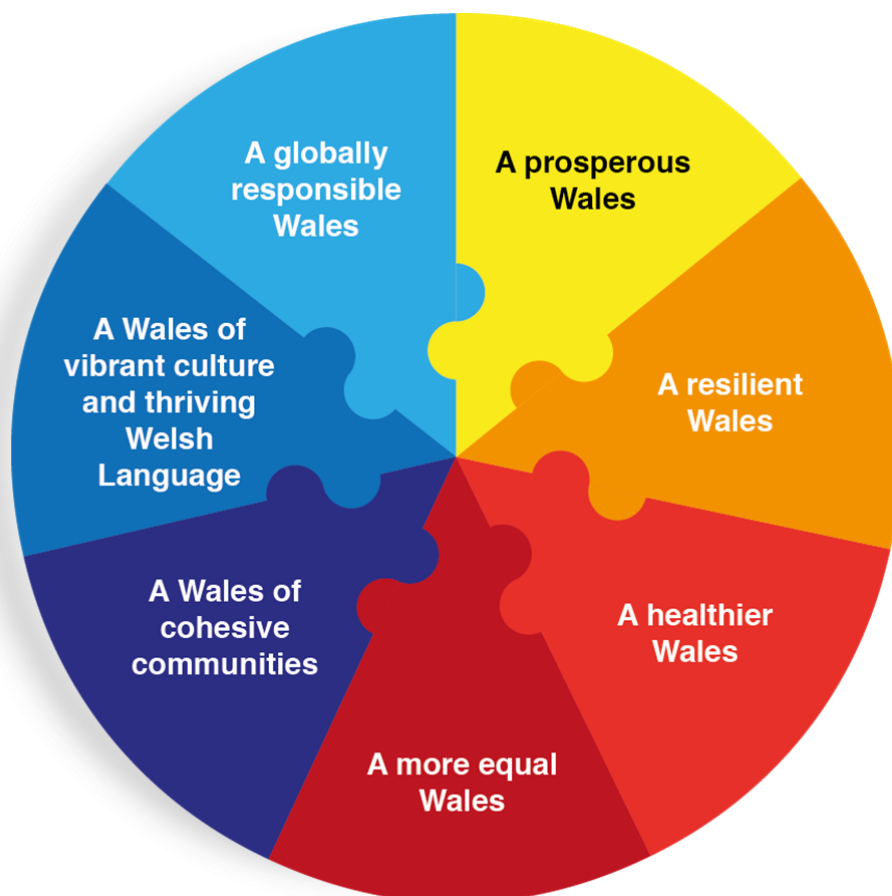 A prosperous
Wales
A resilient
Wales
A healthier
Wales
A more equal
Wales
A Wales of
cohesive
communities
A Wales of
vibrant culture
and thriving
Welsh
Language
A globally
responsible
Wales